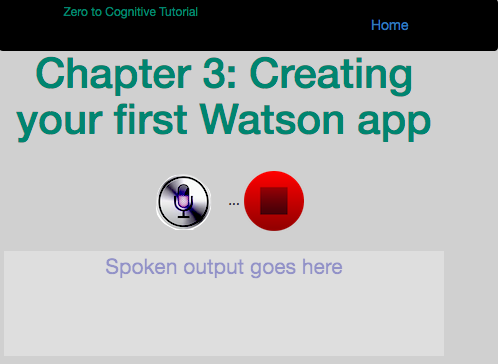 Zero to Cognitive Tutorial
Home
Chapter 3: Creating
your first Watson app
...
Spoken output goes here